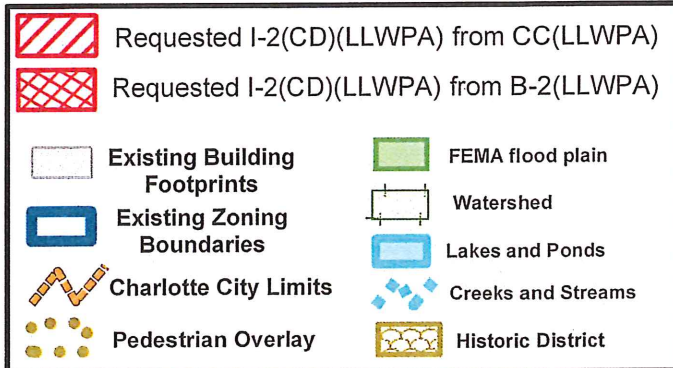 Requested I-2(CD)(LLWPA) from CC(LLWPA)
Requested I-2(CD)(LLWPA) from B-2(LLWPA)
Existing Building
Footprints
Existing Zoning
Boundaries
Charlotte City Limits
Pedestrian Overlay
FEMA flood plain
Watershed
Lakes and Ponds
Creeks and Streams
Historic District